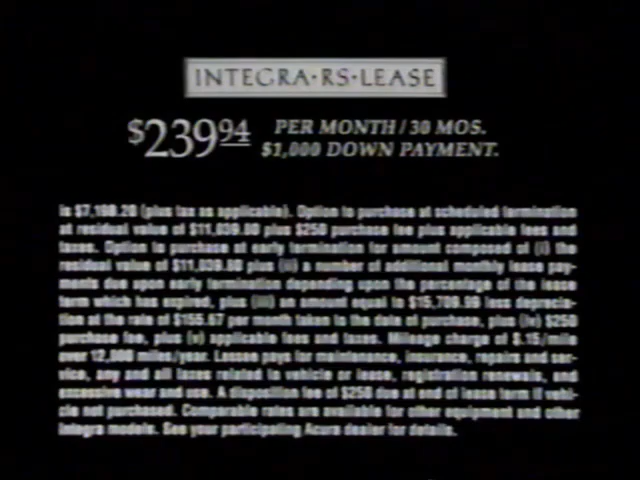 INTEGRA•RS•LEASE
$239.94 PER MONTH / 30 MOS.
$1,000 DOWN PAYMENT.
is $7,198.20 (plus tax as applicable). Option to purchase at scheduled termination
at residual value of plus $250 purchase fee plus applicable fees and
taxes. Option to purchase at early termination for amount composed of (i) the
residual value of plus (ii) a number of additional monthly lease pay-
ments due upon early termination depending upon the percentage of the lease
term which has expired, plus (iii) an amount equal to less deprecia-
tion at the rate of $155.67 per month taken to the date of purchase, plus (iv) $250
purchase fee, plus (v) applicable fees and taxes. Mileage charge of $.15/mile
over 12,000 miles/year. Lessee pays for maintenance, insurance, repairs and ser-
vice, any and all taxes related to vehicle or lease, registration renewals, and
excessive wear and use. A disposition fee of $250 due at end of lease term if vehi-
cle not purchased. Comparable rates are available for other equipment and other
Integra models. See your participating Acura dealer for details.